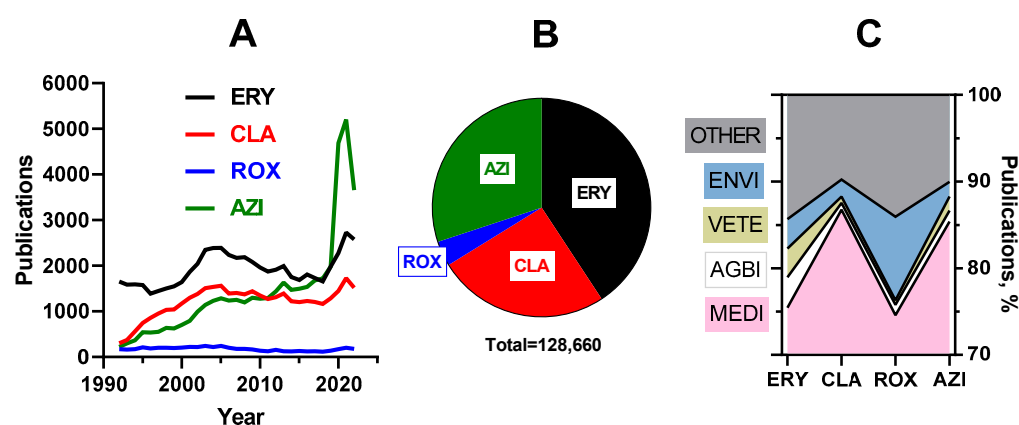 A
B
C
Publications
6000
5000
4000
3000
2000
1000
0
1990
2000
2010
2020
Year
ERY
CLA
ROX
AZI
AZI
ERY
ROX
CLA
Total=128,660
OTHER
ENVI
VETE
AGBI
MEDI
100
90
80
70
Publications, %
ERY
CLA
ROX
AZI